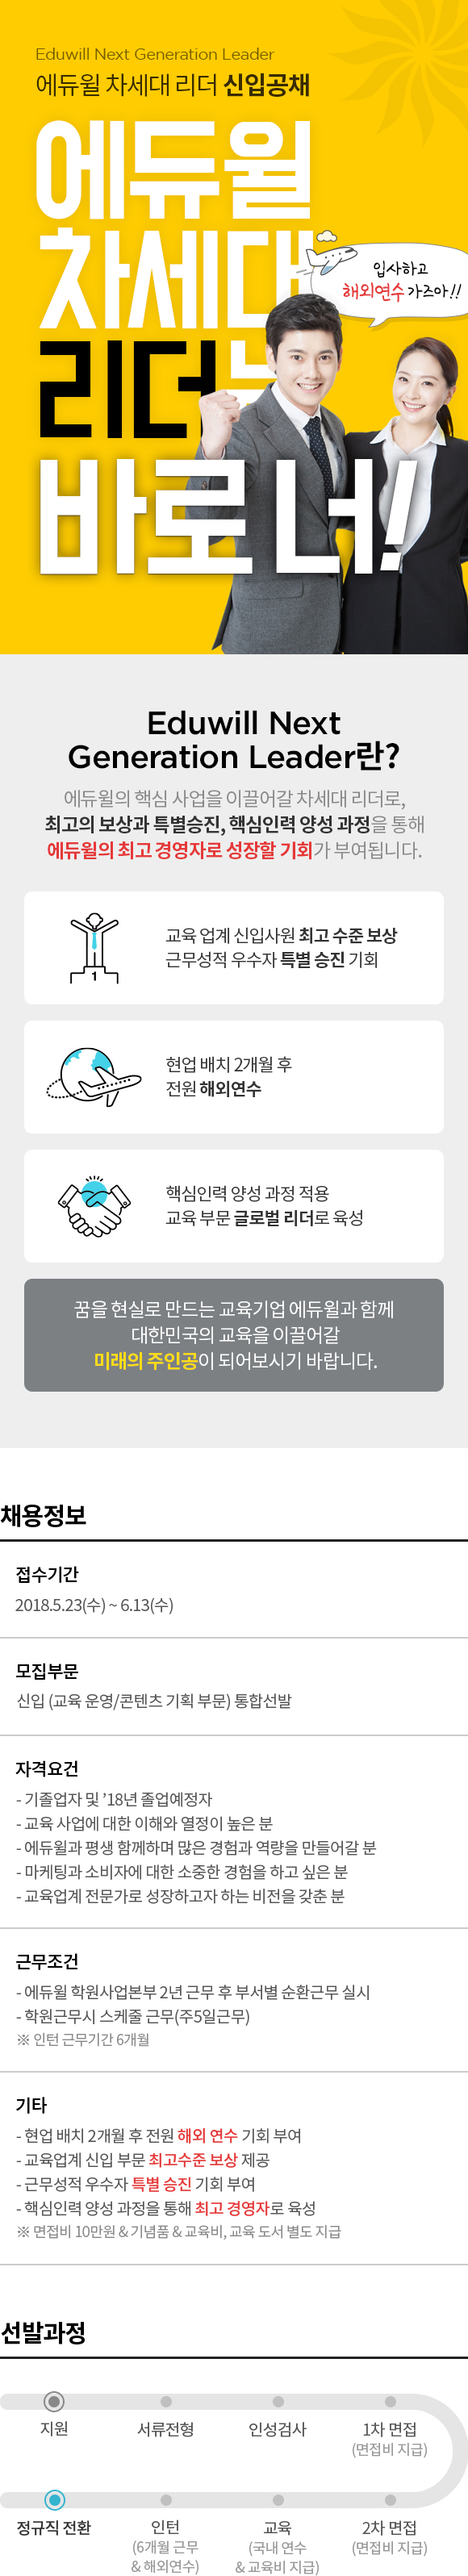 Eduwill Next Generation Leader
에듀윌 차세대 리더 신입공채
에듀윌
차세대
리더는
바로 너!
입사하고
해외연수 가즈아!!
Eduwill Next
Generation Leader란?
에듀윌의 핵심 사업을 이끌어갈 차세대 리더로,
최고의 보상과 특별승진, 핵심인력 양성 과정을 통해
에듀윌의 최고 경영자로 성장할 기회가 부여됩니다.
1
교육 업계 신입사원 최고 수준 보상
근무성적 우수자 특별 승진 기회
현업 배치 2개월 후
전원 해외연수
핵심인력 양성 과정 적용
교육 부문 글로벌 리더로 육성
꿈을 현실로 만드는 교육기업 에듀윌과 함께
대한민국의 교육을 이끌어갈
미래의 주인공이 되어보시기 바랍니다.
채용정보
접수기간
2018.5.23(수) ~ 6.13(수)
모집부문
신입 (교육 운영/콘텐츠 기획 부문) 통합선발
자격요건
- 기졸업자 및 ’18년 졸업예정자
- 교육 사업에 대한 이해와 열정이 높은 분
- 에듀윌과 평생 함께하며 많은 경험과 역량을 만들어갈 분
- 마케팅과 소비자에 대한 소중한 경험을 하고 싶은 분
- 교육업계 전문가로 성장하고자 하는 비전을 갖춘 분
근무조건
- 에듀윌 학원사업본부 2년 근무 후 부서별 순환근무 실시
- 학원근무시 스케줄 근무(주5일근무)
※ 인턴 근무기간 6개월
기타
- 현업 배치 2개월 후 전원 해외 연수 기회 부여
- 교육업계 신입 부문 최고수준 보상 제공
- 근무성적 우수자 특별 승진 기회 부여
- 핵심인력 양성 과정을 통해 최고 경영자로 육성
※ 면접비 10만원 & 기념품 & 교육비, 교육 도서 별도 지급
선발과정
지원
서류전형
인성검사
1차 면접
(면접비 지급)
정규직 전환
인턴
(6개월 근무
& 해외연수)
교육
(국내 연수
& 교육비 지급)
2차 면접
(면접비 지급)